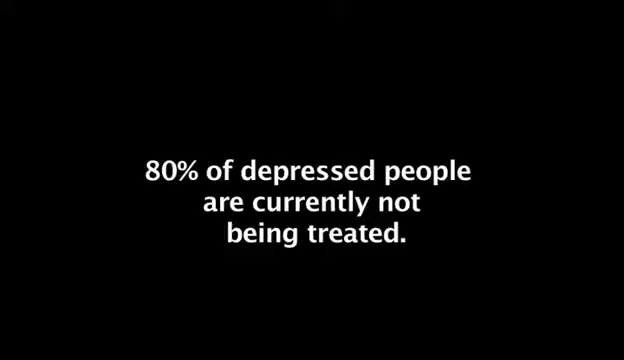 80% of depressed people
are currently not
being treated.